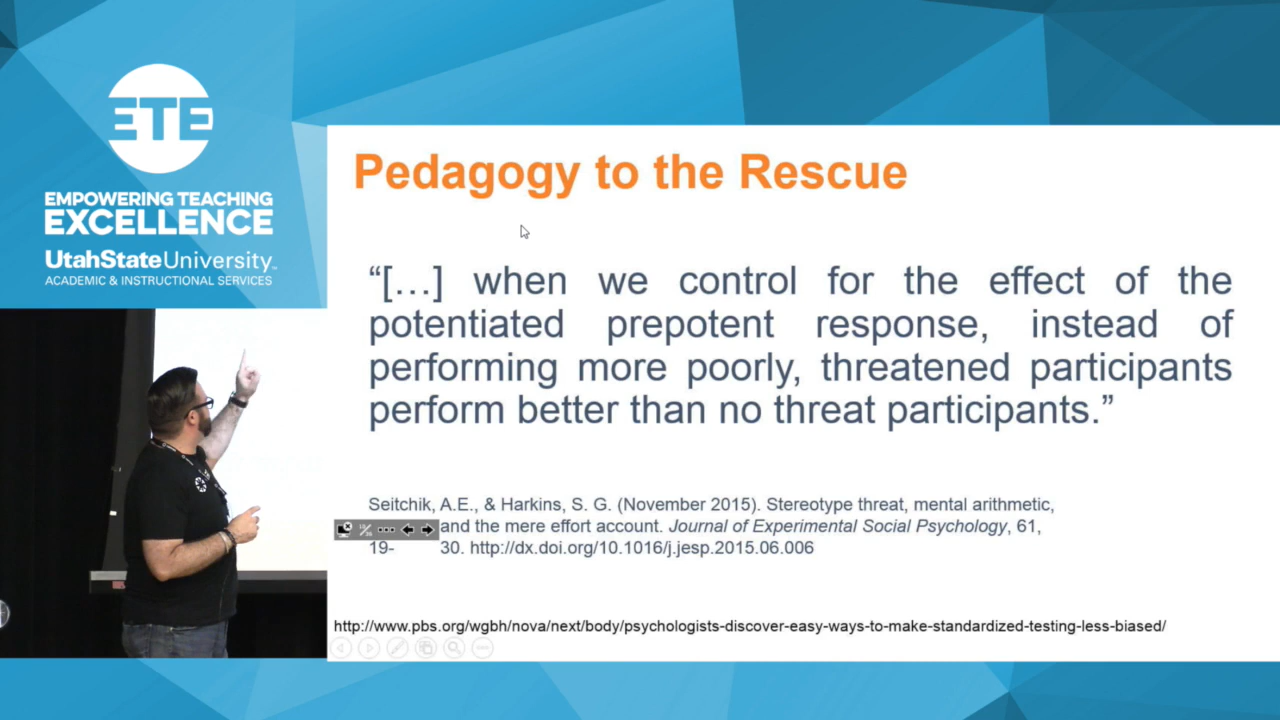 ETE
EMPOWERING TEACHING
EXCELLENCE
UtahStateUniversity™
ACADEMIC & INSTRUCTIONAL SERVICES
Pedagogy to the Rescue
“[…] when we control for the effect of the
potentiated prepotent response, instead of
performing more poorly, threatened participants
perform better than no threat participants.”
Seitchik, A.E., & Harkins, S. G. (November 2015). Stereotype threat, mental arithmetic,
and the mere effort account. Journal of Experimental Social Psychology, 61,
19- 30. http://dx.doi.org/10.1016/j.jesp.2015.06.006
http://www.pbs.org/wgbh/nova/next/body/psychologists-discover-easy-ways-to-make-standardized-testing-less-biased/